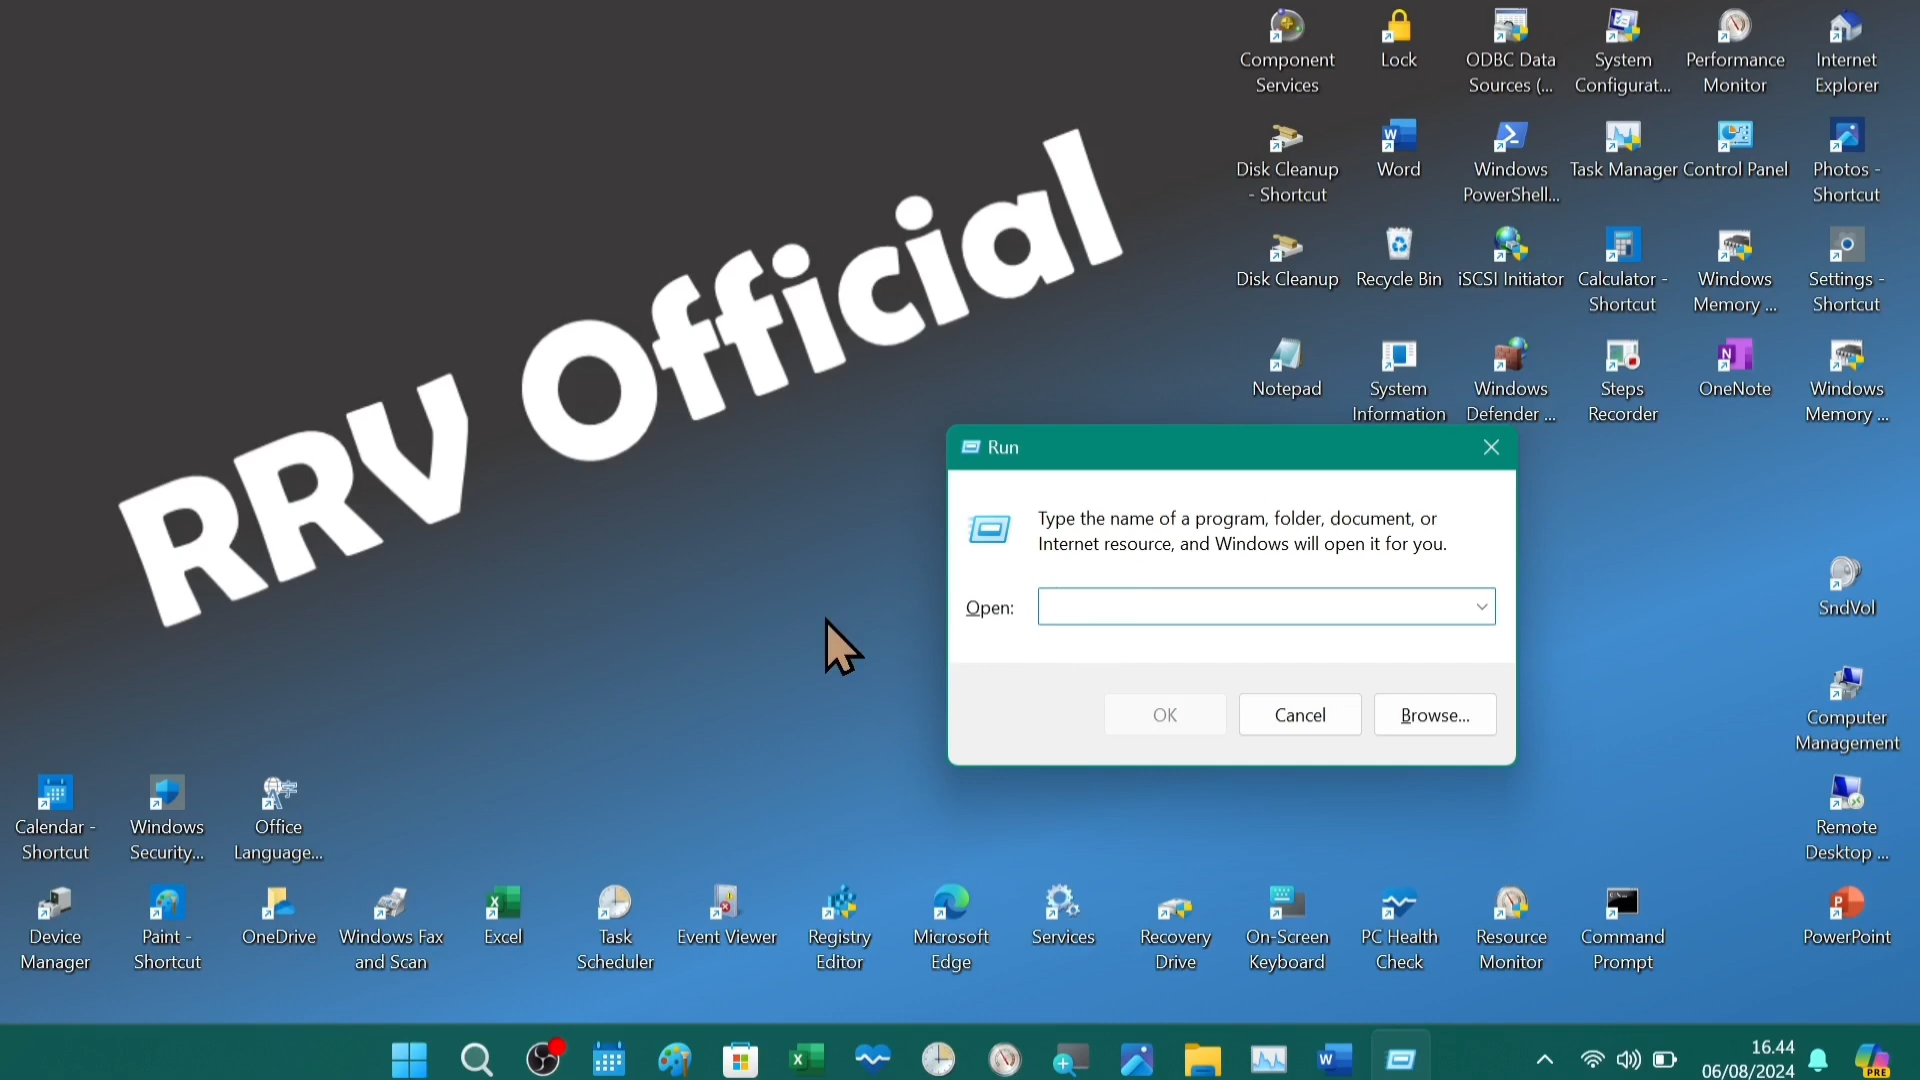 RRV Official
Component
Services
Lock
ODBC Data
Sources (...
System
Configurat...
Performance
Monitor
Internet
Explorer
Disk Cleanup
- Shortcut
Word
Windows
PowerShell...
Task Manager
Control Panel
Photos -
Shortcut
Disk Cleanup
Recycle Bin
iSCSI Initiator
Calculator -
Shortcut
Windows
Memory ...
Settings -
Shortcut
Notepad
System
Information
Windows
Defender ...
Steps
Recorder
OneNote
Windows
Memory ...
Run
Type the name of a program, folder, document, or
Internet resource, and Windows will open it for you.
Open:
OK
Cancel
Browse...
SndVol
Computer
Management
Remote
Desktop ...
Calendar -
Shortcut
Windows
Security...
Office
Language...
Device
Manager
Paint -
Shortcut
OneDrive
Windows Fax
and Scan
Excel
Task
Scheduler
Event Viewer
Registry
Editor
Microsoft
Edge
Services
Recovery
Drive
On-Screen
Keyboard
PC Health
Check
Resource
Monitor
Command
Prompt
PowerPoint
16.44
06/08/2024
PRE